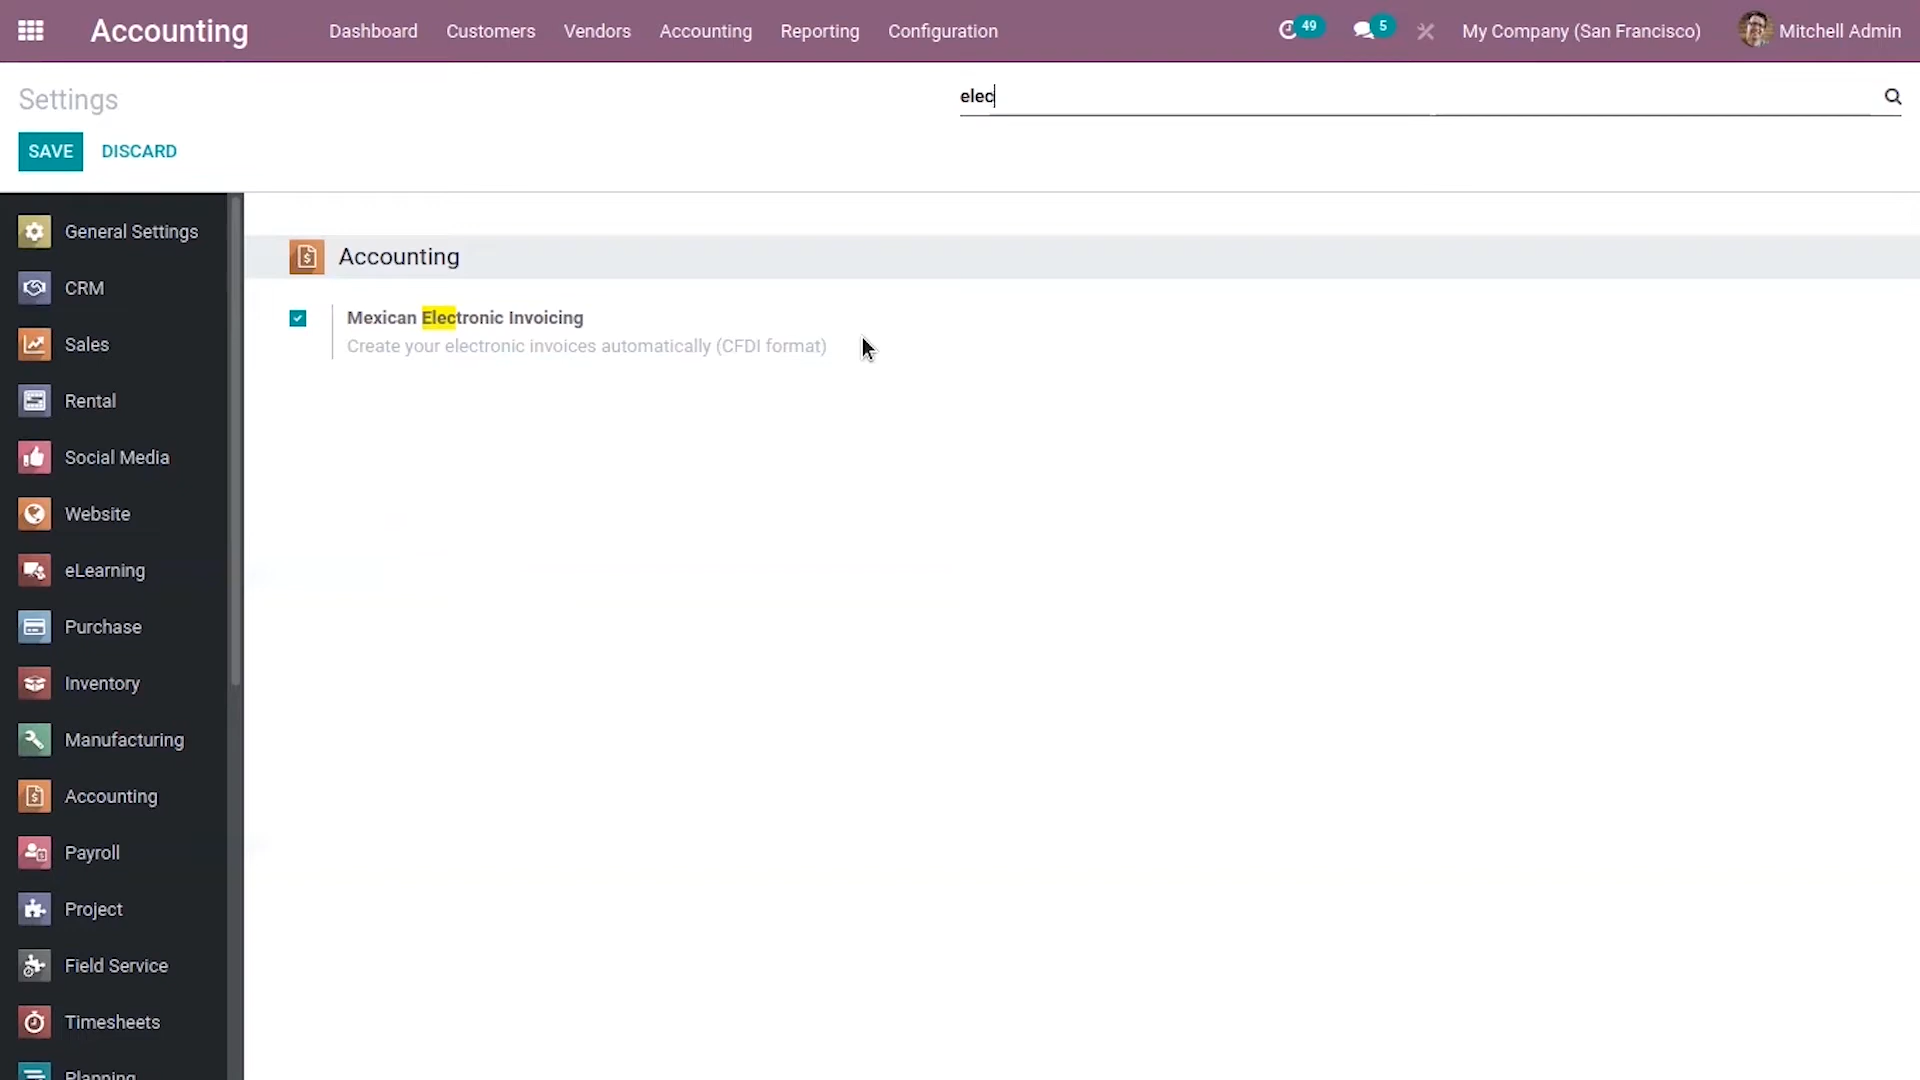 Accounting
Dashboard
Customers
Vendors
Accounting
Reporting
Configuration
49
5
My Company (San Francisco)
Mitchell Admin
Settings
elec
SAVE
DISCARD
General Settings
CRM
Sales
Rental
Social Media
Website
eLearning
Purchase
Inventory
Manufacturing
Accounting
Payroll
Project
Field Service
Timesheets
Planning
Accounting
Mexican Electronic Invoicing
Create your electronic invoices automatically (CFDI format)